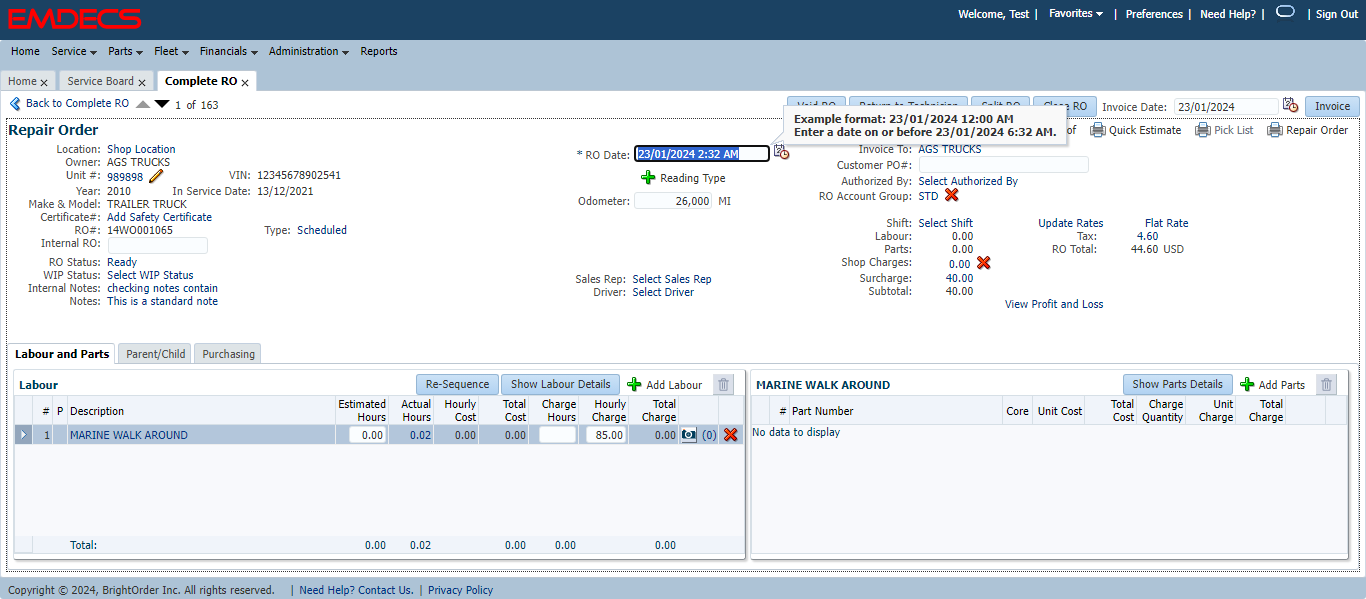 EMDECS
Welcome, Test | Favorites | Preferences | Need Help? | | Sign Out
Home Service Parts Fleet Financials Administration Reports
Home x Service Board x Complete RO x
Back to Complete RO 1 of 163
Void RO Return to Technician Split RO Close RO Invoice Date: 23/01/2024 Invoice
Example format: 23/01/2024 12:00 AM
Enter a date on or before 23/01/2024 6:32 AM.
Repair Order
Quick Estimate Pick List Repair Order
Location: Shop Location
Owner: AGS TRUCKS
Unit #: 989898 VIN: 12345678902541
Year: 2010 In Service Date: 13/12/2021
Make & Model: TRAILER TRUCK
Certificate#: Add Safety Certificate
RO#: 14WO001065 Type: Scheduled
Internal RO:
RO Status: Ready
WIP Status: Select WIP Status
Internal Notes: checking notes contain
Notes: This is a standard note
* RO Date: 23/01/2024 2:32 AM
Reading Type
Odometer: 26,000 MI
Sales Rep: Select Sales Rep
Driver: Select Driver
Invoice To: AGS TRUCKS
Customer PO#:
Authorized By: Select Authorized By
RO Account Group: STD
Shift: Select Shift Update Rates Flat Rate
Labour: 0.00 Tax: 4.60
Parts: 0.00 RO Total: 44.60 USD
Shop Charges: 0.00
Surcharge: 40.00
Subtotal: 40.00
View Profit and Loss
Labour and Parts Parent/Child Purchasing
Labour Re-Sequence Show Labour Details Add Labour
# P Description Estimated Hours Actual Hours Hourly Cost Total Cost Charge Hours Hourly Charge Total Charge
1 MARINE WALK AROUND 0.00 0.02 0.00 0.00 85.00 0.00 (0)
Total: 0.00 0.02 0.00 0.00 0.00
MARINE WALK AROUND Show Parts Details Add Parts
# Part Number Core Unit Cost Total Cost Charge Quantity Unit Charge Total Charge
No data to display
Copyright © 2024, BrightOrder Inc. All rights reserved. | Need Help? Contact Us. | Privacy Policy